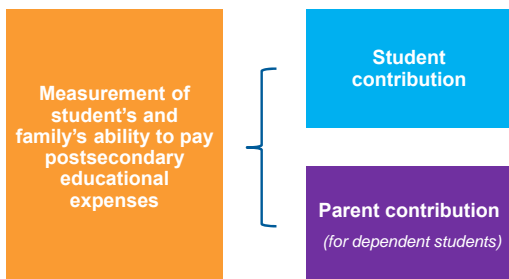 Measurement of
student's and
family's ability to pay
postsecondary
educational
expenses
Student
contribution
Parent contribution
(for dependent students)